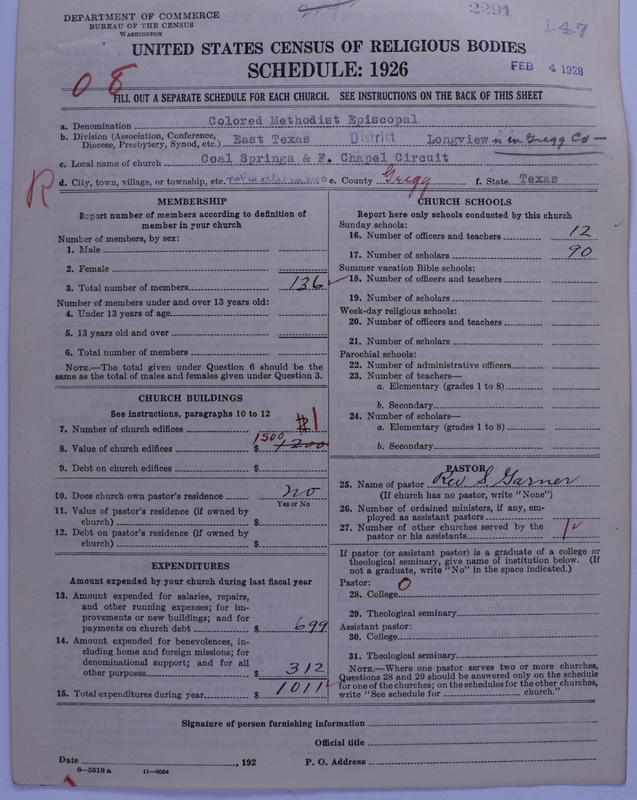 DEPARTMENT OF COMMERCE
BUREAU OF THE CENSUS
WASHINGTON
2291
1-47
UNITED STATES CENSUS OF RELIGIOUS BODIES
SCHEDULE: 1926
FEB 4 1928
08
FILL OUT A SEPARATE SCHEDULE FOR EACH CHURCH. SEE INSTRUCTIONS ON THE BACK OF THIS SHEET
a. Denomination Colored Methodist Episcopal
b. Division (Association, Conference, Diocese, Presbytery, Synod, etc.) East Texas District Longview is in Gregg Co
c. Local name of church Coal Springs & F. Chapel Circuit
R
d. City, town, village, or township, etc. e. County Gregg f. State Texas
MEMBERSHIP
Report number of members according to definition of
member in your church
Number of members, by sex:
1. Male
2. Female
3. Total number of members 136
Number of members under and over 13 years old:
4. Under 13 years of age
5. 13 years old and over
6. Total number of members
NOTE.—The total given under Question 6 should be the
same as the total of males and females given under Question 3.
CHURCH BUILDINGS
See instructions, paragraphs 10 to 12
7. Number of church edifices 1
8. Value of church edifices $ 1500 1200
9. Debt on church edifices $
10. Does church own pastor's residence no
Yes or No
11. Value of pastor's residence (if owned by
church) $
12. Debt on pastor's residence (if owned by
church) $
EXPENDITURES
Amount expended by your church during last fiscal year
13. Amount expended for salaries, repairs,
and other running expenses; for im-
provements or new buildings; and for
payments on church debt $ 699
14. Amount expended for benevolences, in-
cluding home and foreign missions; for
denominational support; and for all
other purposes $ 312
15. Total expenditures during year $ 1011
CHURCH SCHOOLS
Report here only schools conducted by this church
Sunday schools:
16. Number of officers and teachers 12
17. Number of scholars 90
Summer vacation Bible schools:
18. Number of officers and teachers
19. Number of scholars
Week-day religious schools:
20. Number of officers and teachers
21. Number of scholars
Parochial schools:
22. Number of administrative officers
23. Number of teachers—
a. Elementary (grades 1 to 8)
b. Secondary
24. Number of scholars—
a. Elementary (grades 1 to 8)
b. Secondary
PASTOR
25. Name of pastor Rev. S Garner
(If church has no pastor, write "None")
26. Number of ordained ministers, if any, em-
ployed as assistant pastors
27. Number of other churches served by the
pastor or his assistants 1
If pastor (or assistant pastor) is a graduate of a college or
theological seminary, give name of institution below. (If
not a graduate, write "No" in the space indicated.)
Pastor: 0
28. College
29. Theological seminary
Assistant pastor:
30. College
31. Theological seminary
NOTE.—Where one pastor serves two or more churches,
Questions 28 and 29 should be answered only on the schedule
for one of the churches; on the schedules for the other churches,
write "See schedule for church."
Signature of person furnishing information
Official title
Date , 192 P. O. Address
8—5518 a 11—9064